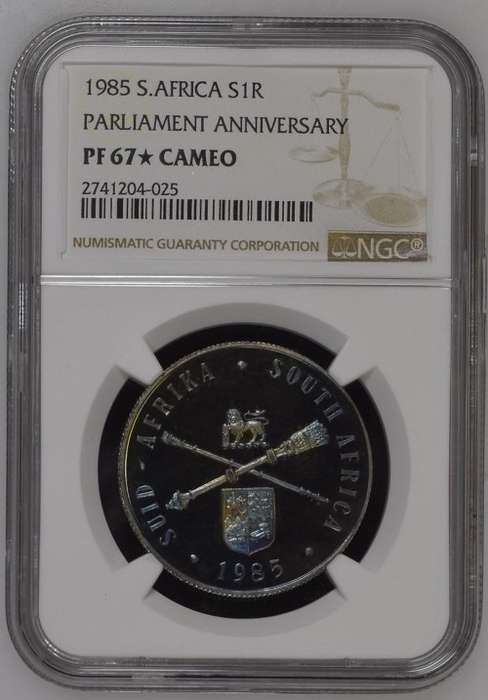 1985 S.AFRICA S1R
PARLIAMENT ANNIVERSARY
PF 67★ CAMEO
2741204-025
NUMISMATIC GUARANTY CORPORATION
NGC®
SUID - AFRIKA • SOUTH AFRICA
• 1985 •